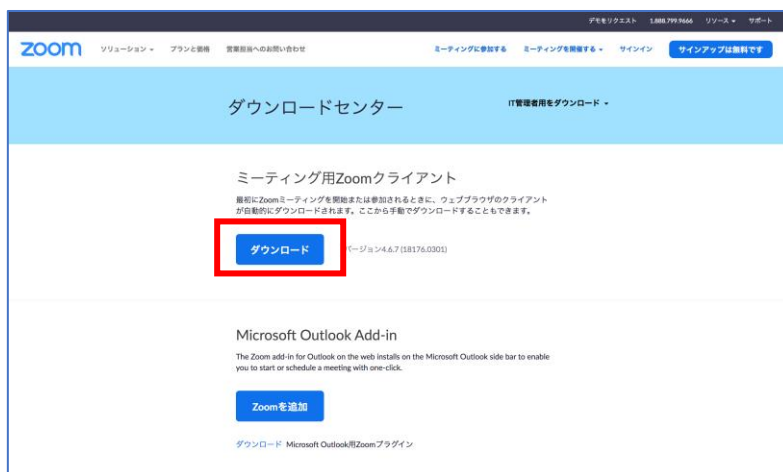 デモをリクエスト 1.888.799.9666 リソース サポート
zoom ソリューション プランと価格 営業担当へのお問い合わせ ミーティングに参加する ミーティングを開催する サインイン サインアップは無料です
ダウンロードセンター
IT管理者用をダウンロード
ミーティング用Zoomクライアント
最初にZoomミーティングを開始または参加されるときに、ウェブブラウザのクライアント
が自動的にダウンロードされます。ここから手動でダウンロードすることもできます。
ダウンロード バージョン4.6.7 (18176.0301)
Microsoft Outlook Add-in
The Zoom add-in for Outlook on the web installs on the Microsoft Outlook side bar to enable
you to start or schedule a meeting with one-click.
Zoomを追加
ダウンロード Microsoft Outlook用Zoomプラグイン